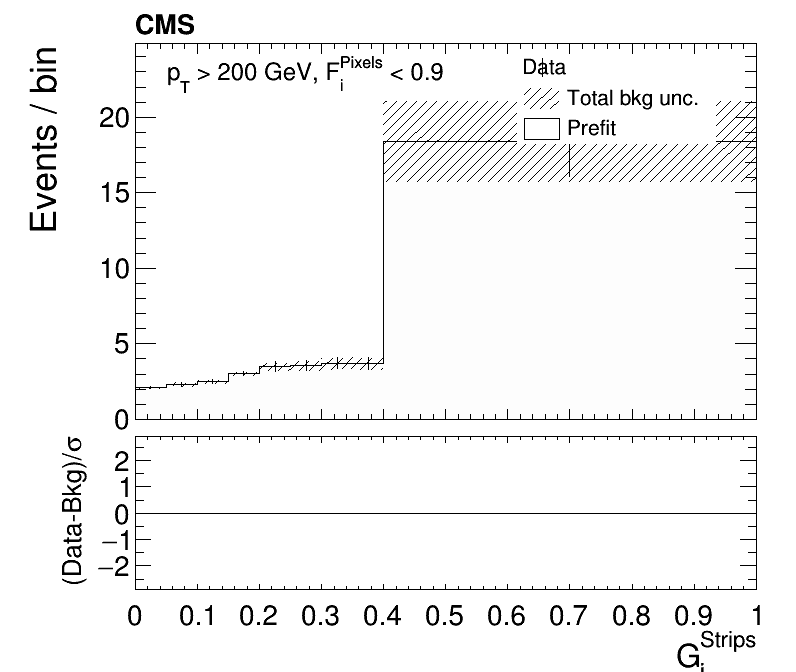 CMS
Events / bin
p_T > 200 GeV, F_i^Pixels < 0.9
Data
Total bkg unc.
Prefit
20
15
10
5
0
(Data-Bkg)/σ
2
1
0
−1
−2
0 0.1 0.2 0.3 0.4 0.5 0.6 0.7 0.8 0.9 1
G_i^Strips